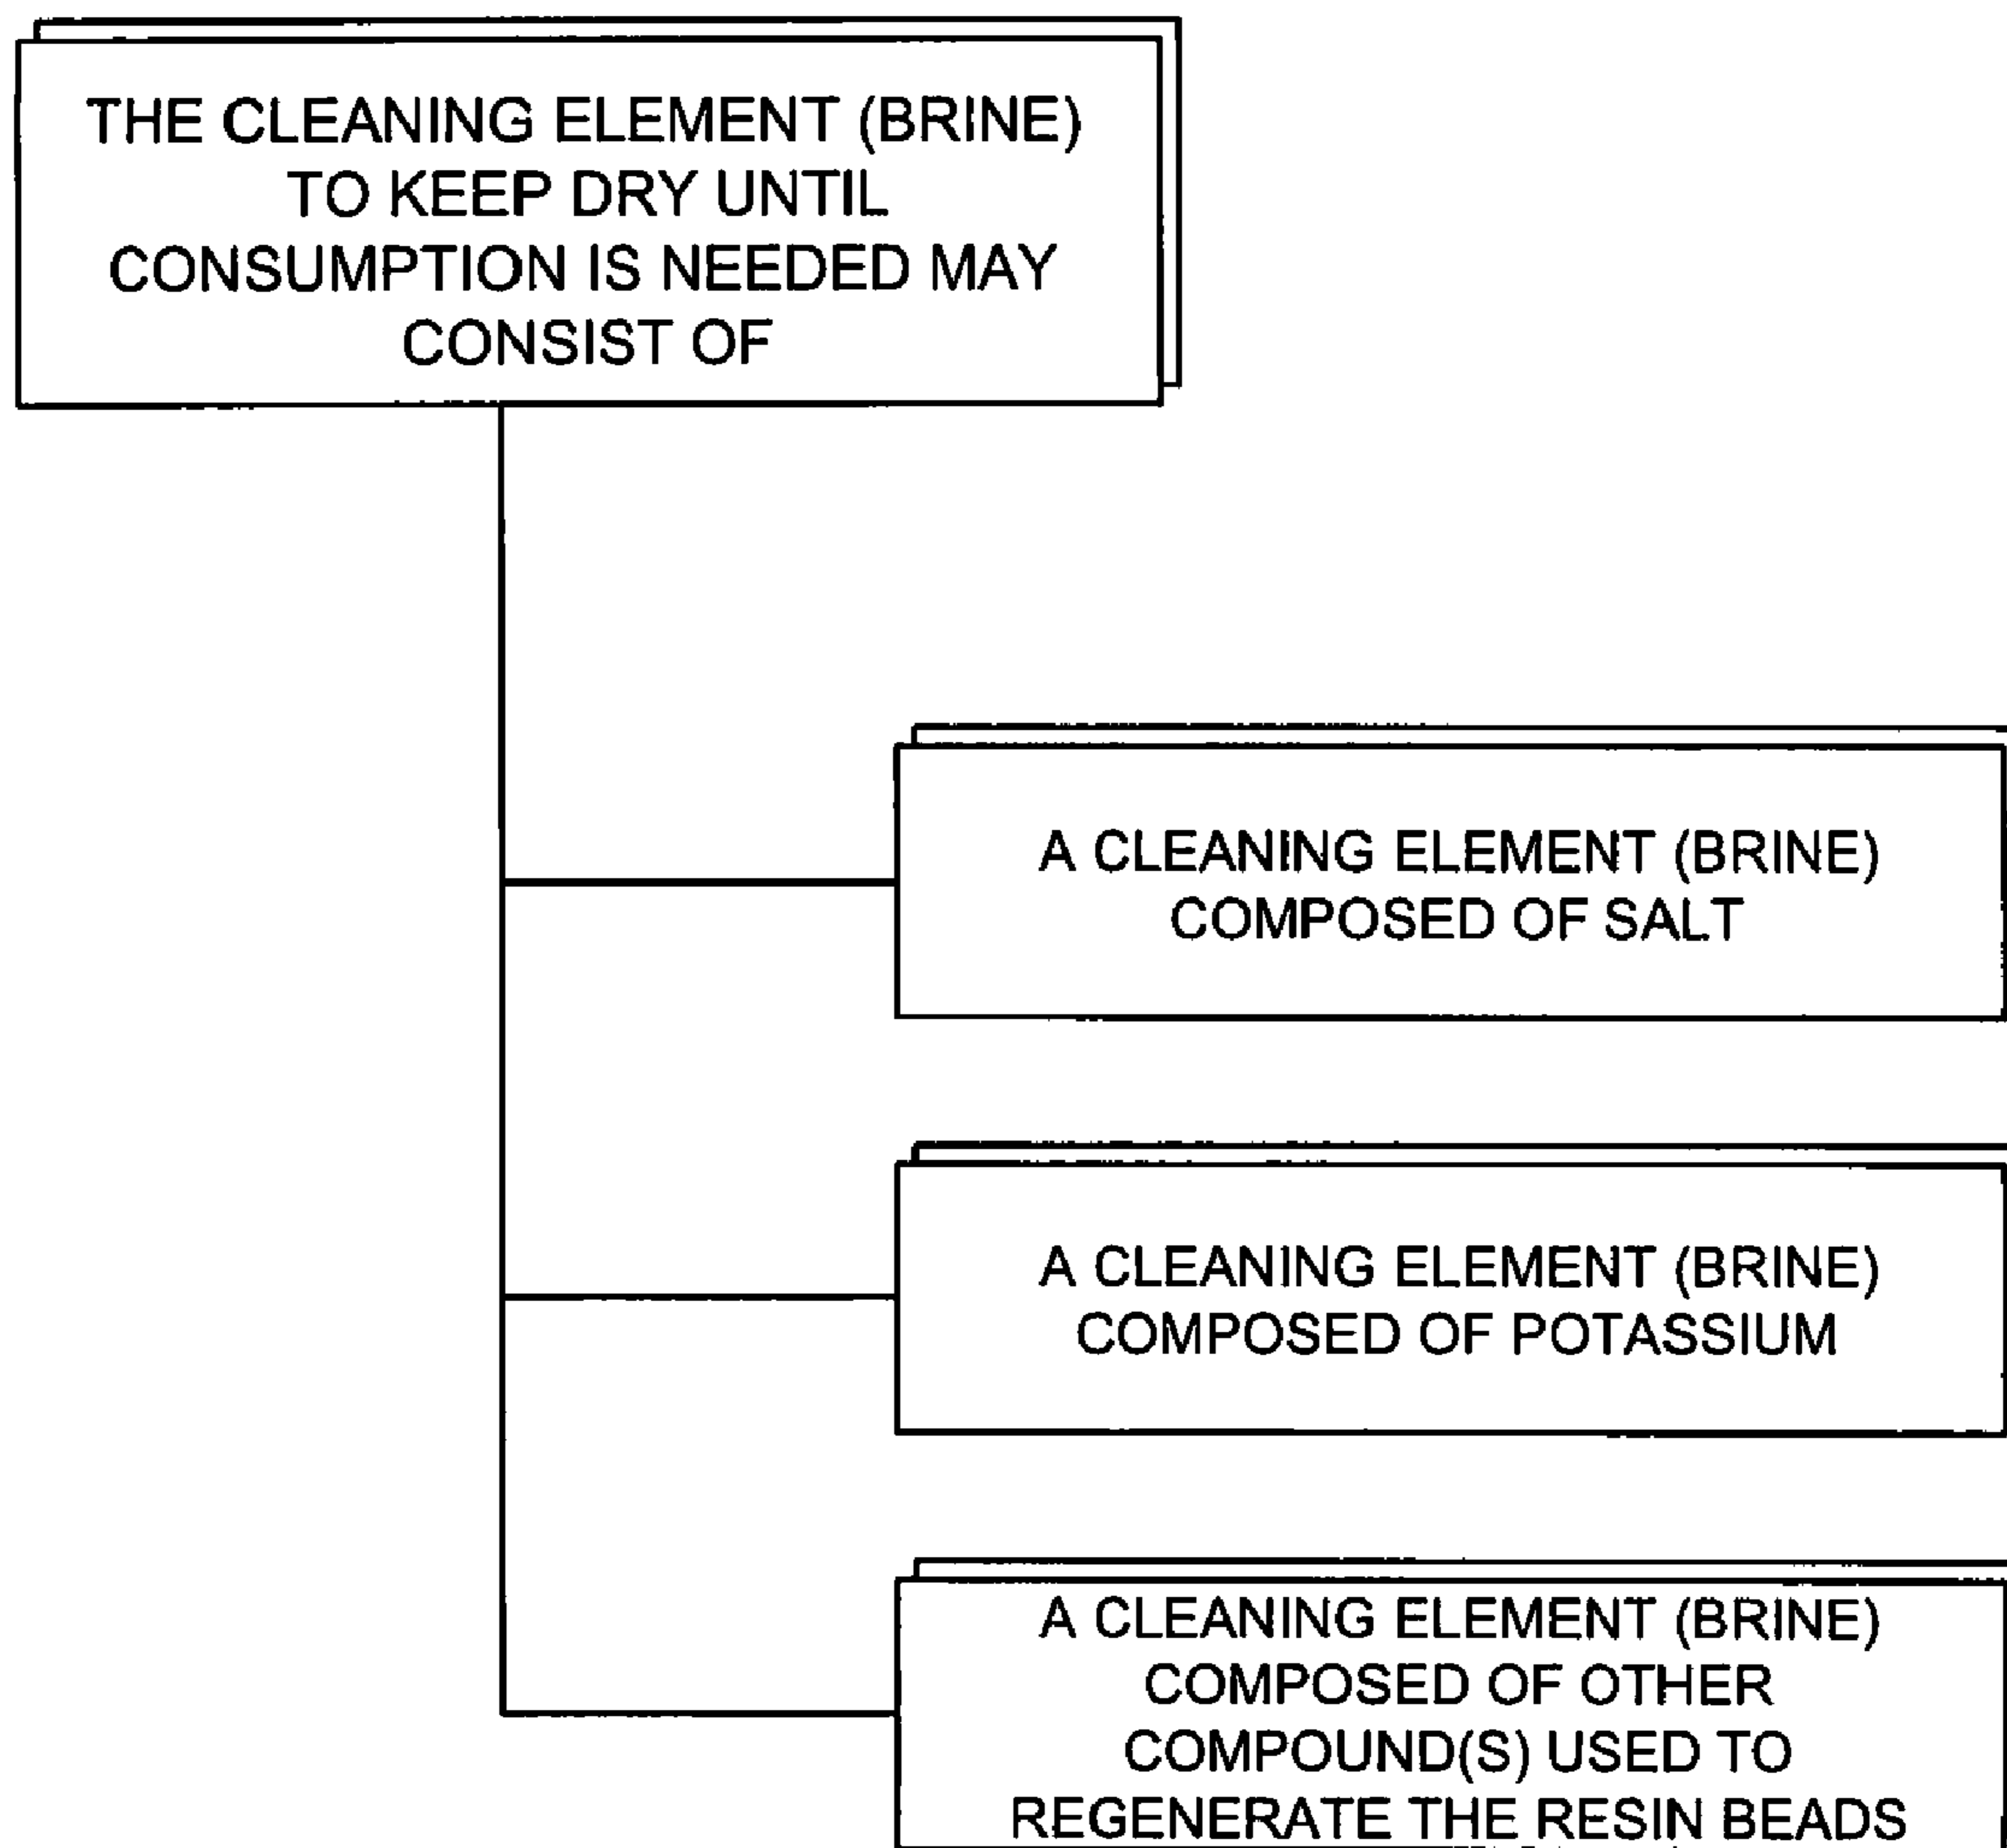 THE CLEANING ELEMENT (BRINE)
TO KEEP DRY UNTIL
CONSUMPTION IS NEEDED MAY
CONSIST OF
A CLEANING ELEMENT (BRINE)
COMPOSED OF SALT
A CLEANING ELEMENT (BRINE)
COMPOSED OF POTASSIUM
A CLEANING ELEMENT (BRINE)
COMPOSED OF OTHER
COMPOUND(S) USED TO
REGENERATE THE RESIN BEADS